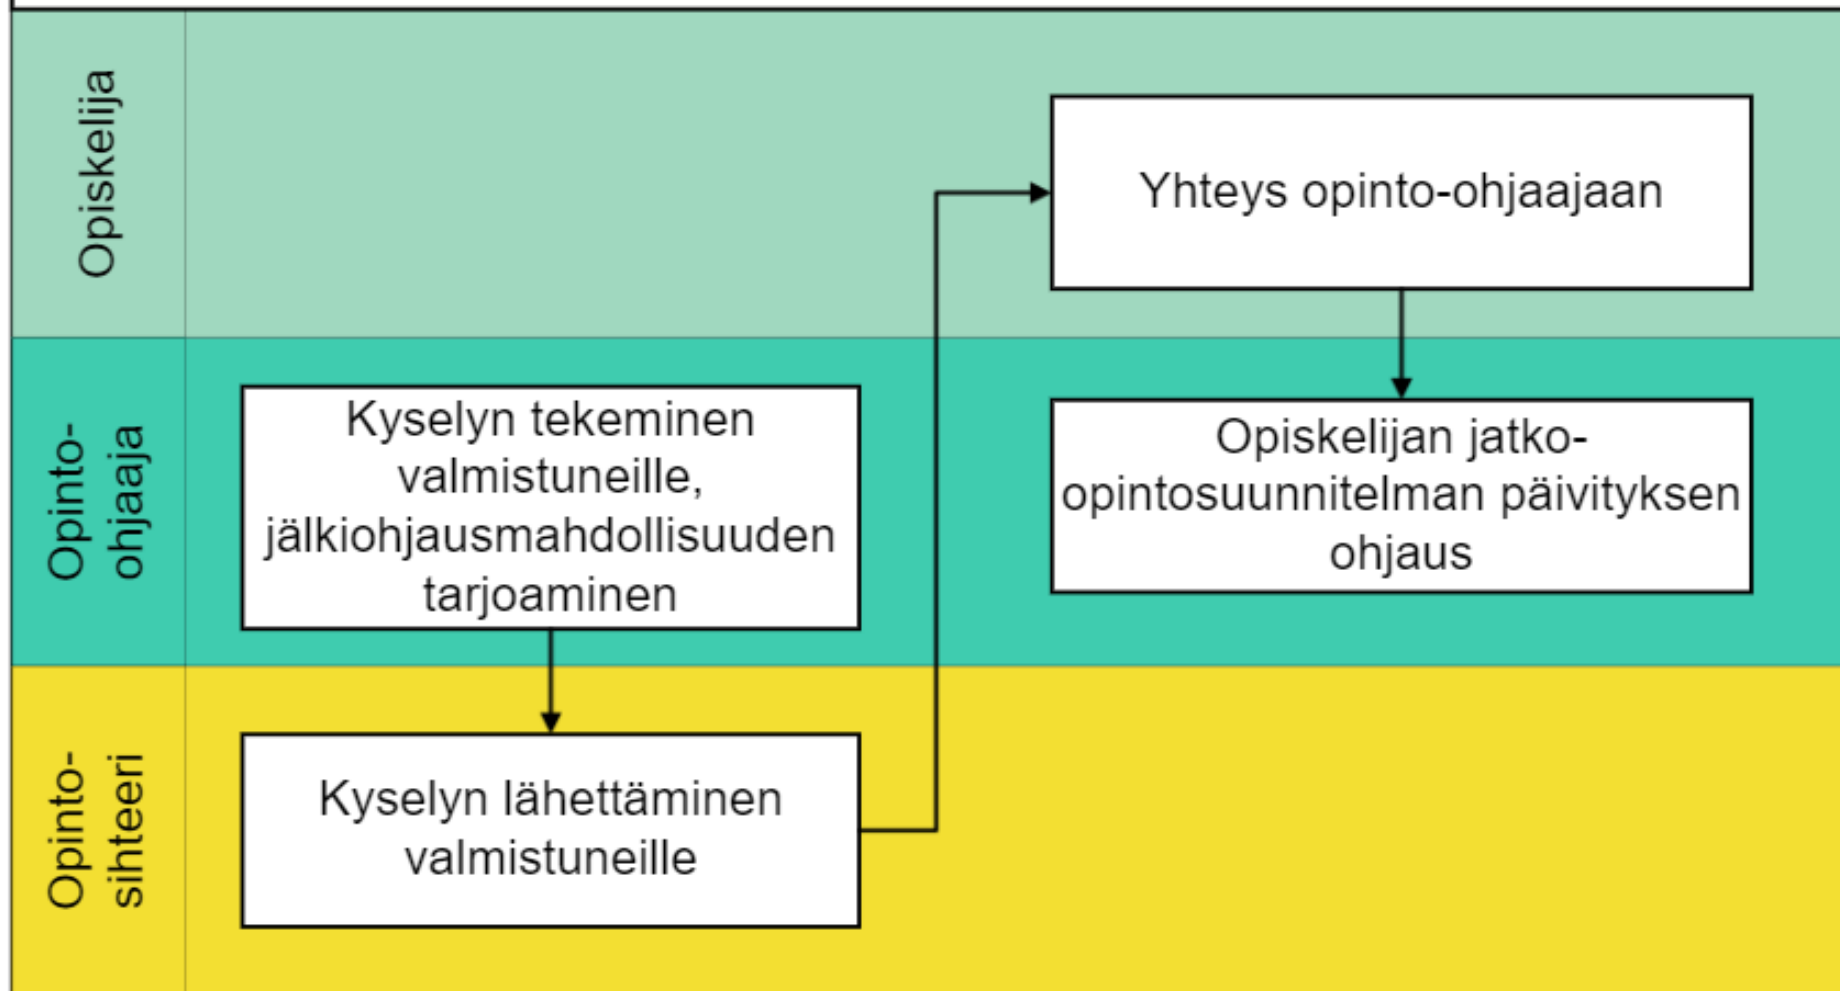 Opiskelija
Yhteys opinto-ohjaajaan
Opinto-
ohjaaja
Kyselyn tekeminen
valmistuneille,
jälkiohjausmahdollisuuden
tarjoaminen
Opiskelijan jatko-
opintosuunnitelman päivityksen
ohjaus
Opinto-
sihteeri
Kyselyn lähettäminen
valmistuneille